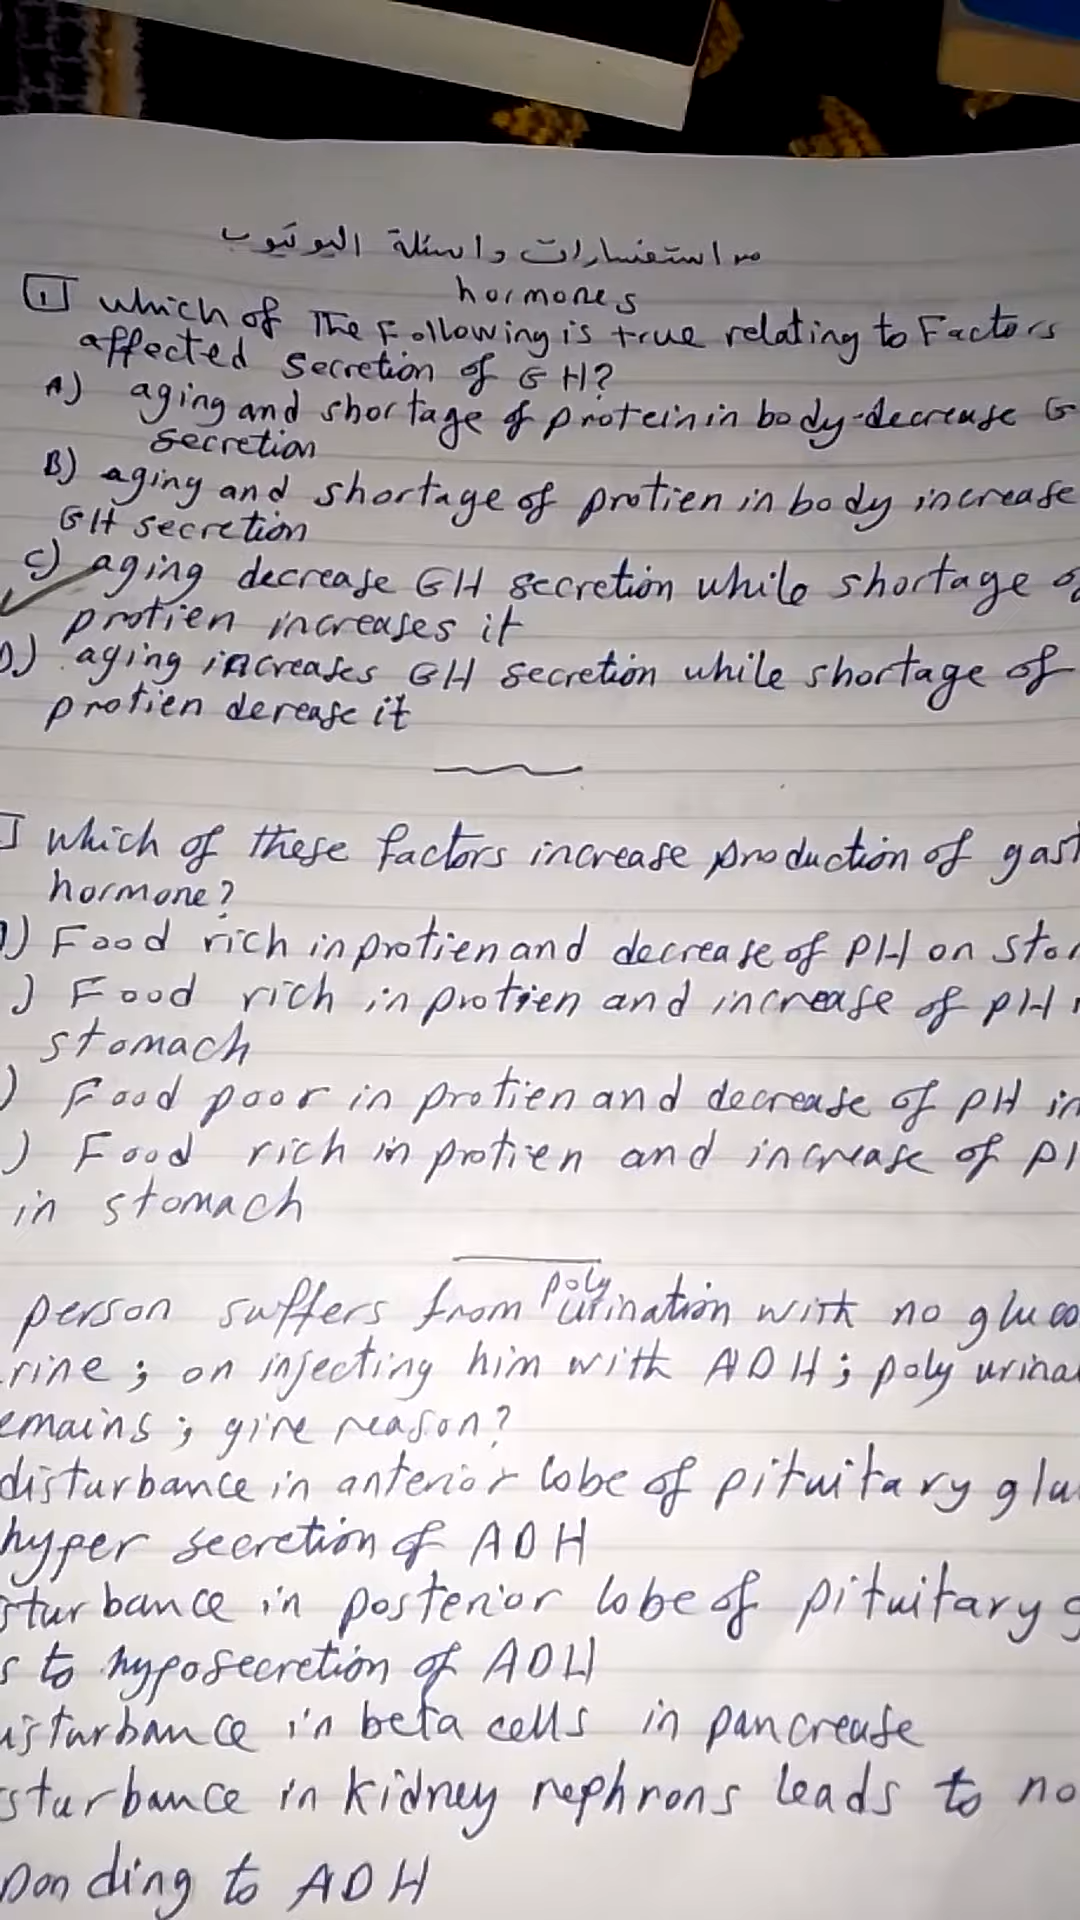 من استفسارات واسئلة اليوتيوب
hormones
1 which of The Following is true relating to Factors
affected secretion of GH?
A) aging and shortage of protein in body decrease G
secretion
B) aging and shortage of protien in body increase
GH secretion
C) aging decrease GH secretion while shortage of
protien increases it
D.) aging increases GH secretion while shortage of
protien derease it
which of these factors increase production of gast
hormone?
) Food rich in protien and decrease of PH on stom
) Food rich in protien and increase of pH
stomach
) Food poor in protien and decrease of PH in
) Food rich in protien and increase of pH
in stomach
person suffers from poly urination with no gluco
rine ; on injecting him with ADH ; poly urina
emains ; give reason?
disturbance in anterior lobe of pituitary gla
hyper secretion of ADH
sturbance in posterior lobe of pituitary g
s to hyposecretion of ADH
isturbance in beta cells in pancrease
sturbance in kidney nephrons leads to no
ponding to ADH